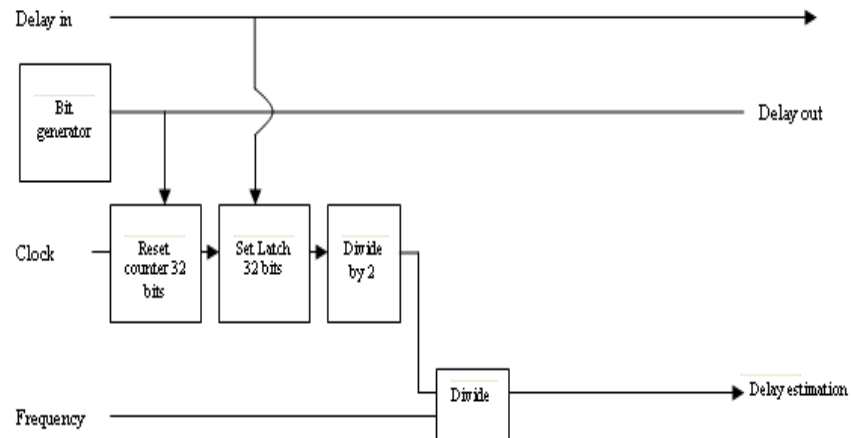 Delay in
Bit
generator
Delay out
Clock
Reset
counter 32
bits
Set Latch
32 bits
Divide
by 2
Divide
Delay estimation
Frequency